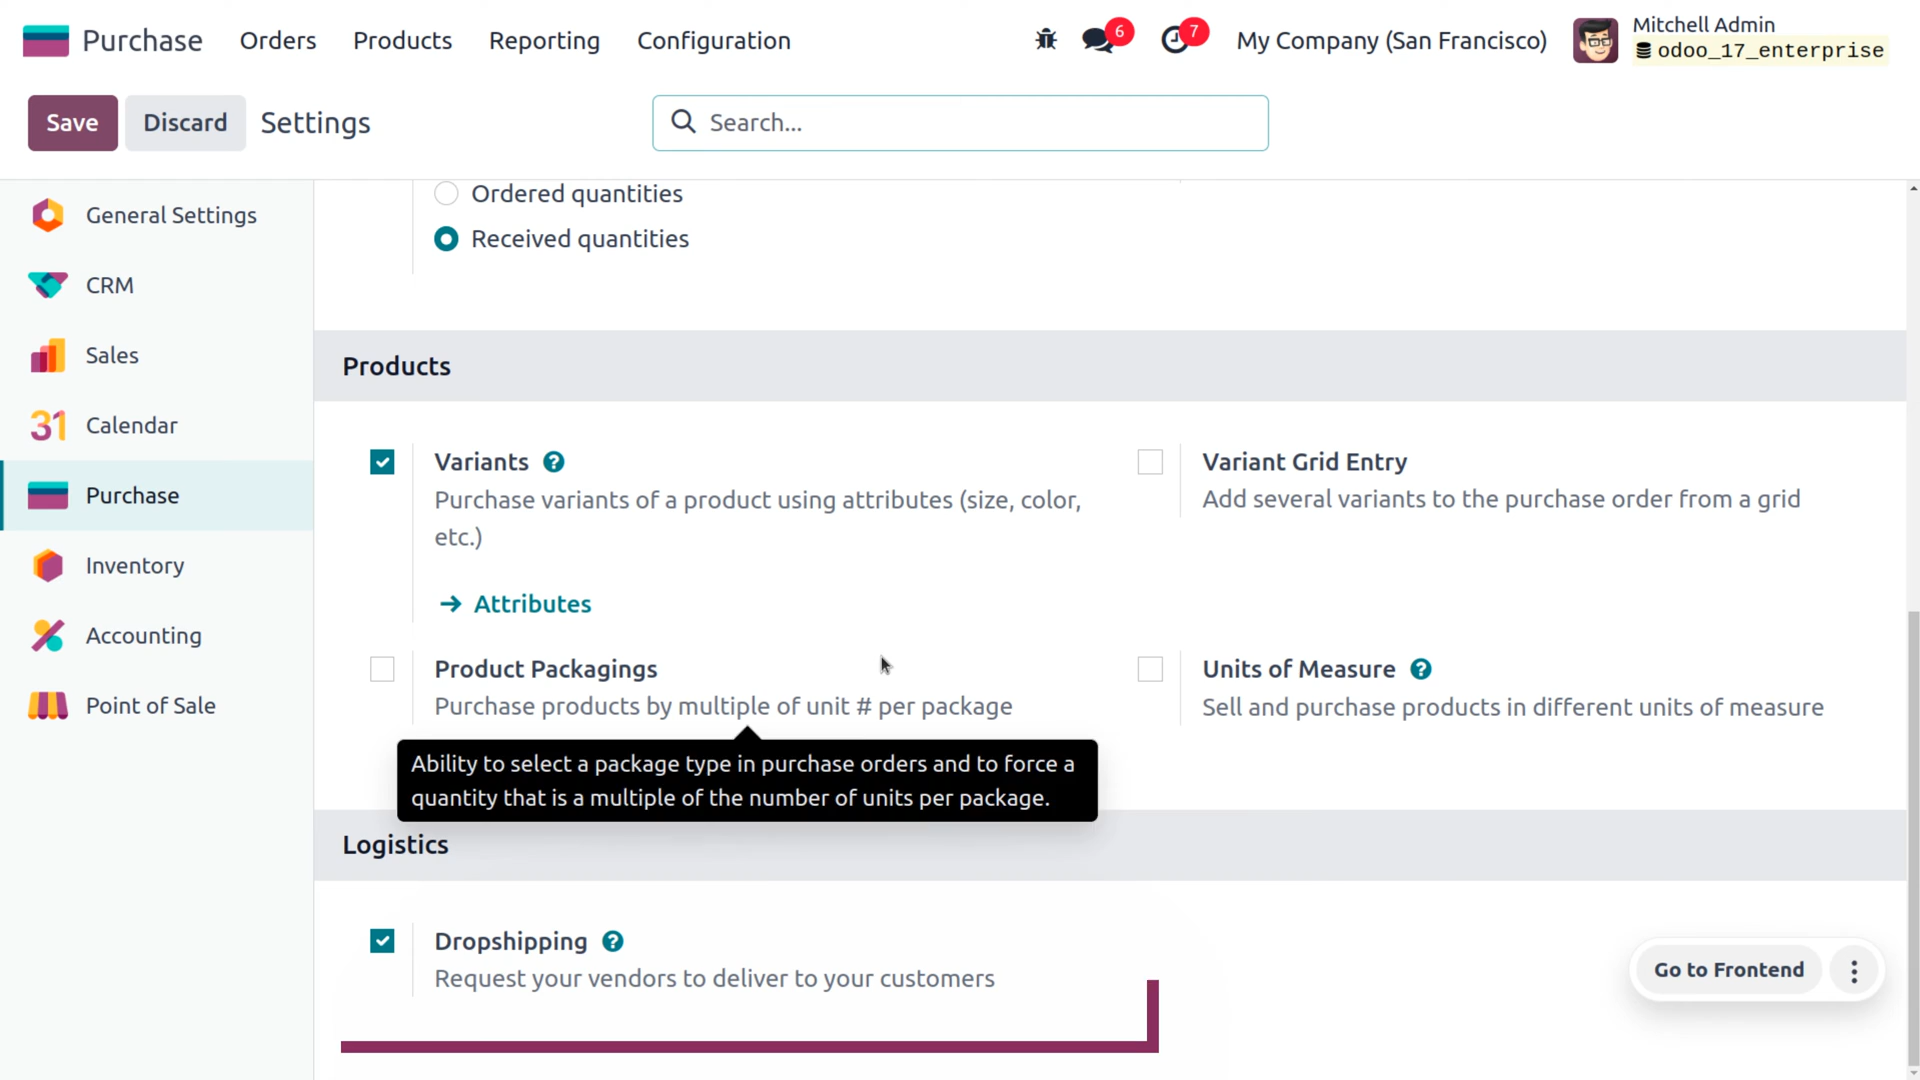 Purchase Orders Products Reporting Configuration 6 7 My Company (San Francisco) Mitchell Admin
odoo_17_enterprise
Save Discard Settings Search...
General Settings
CRM
Sales
31 Calendar
Purchase
Inventory
Accounting
Point of Sale
Ordered quantities
Received quantities
Products
Variants ?
Purchase variants of a product using attributes (size, color,
etc.)
→ Attributes
Variant Grid Entry
Add several variants to the purchase order from a grid
Product Packagings
Purchase products by multiple of unit # per package
Units of Measure ?
Sell and purchase products in different units of measure
Ability to select a package type in purchase orders and to force a
quantity that is a multiple of the number of units per package.
Logistics
Dropshipping ?
Request your vendors to deliver to your customers
Go to Frontend